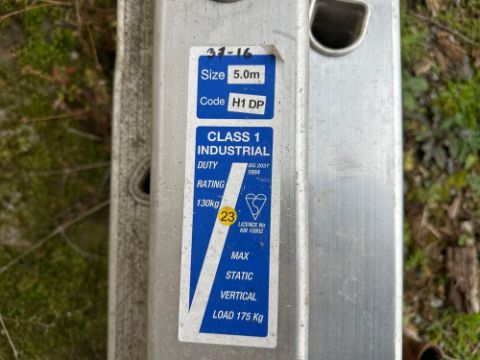 37-16
Size 5.0m
Code H1 DP
CLASS 1
INDUSTRIAL
DUTY BS 2037
RATING 1994
130kg
23
LICENCE No
MAX
STATIC
VERTICAL
LOAD 175 Kg